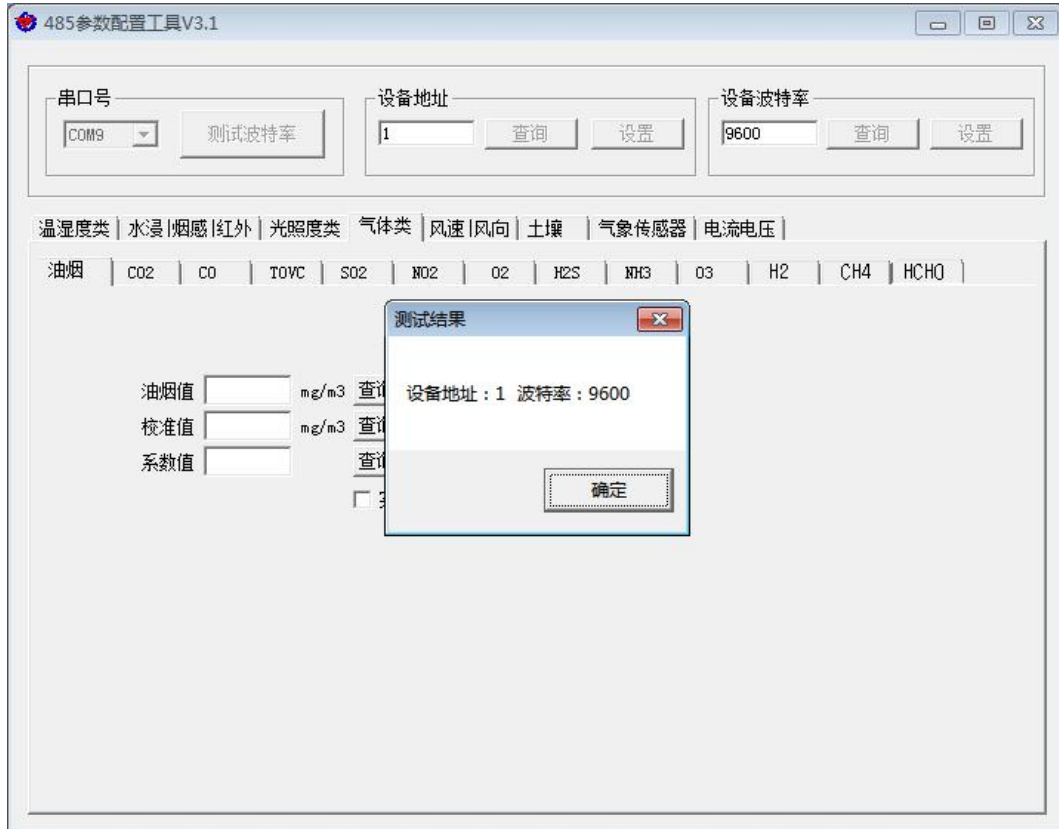 485参数配置工具V3.1
串口号 设备地址 设备波特率
COM9 测试波特率 1 查询 设置 9600 查询 设置
温湿度类 水浸|烟感|红外 光照度类 气体类 风速|风向 土壤 气象传感器 电流电压
油烟 CO2 CO TOVC SO2 NO2 O2 H2S NH3 O3 H2 CH4 HCHO
测试结果
设备地址：1 波特率：9600
确定
油烟值 mg/m3 查询
校准值 mg/m3 查询
系数值 查询